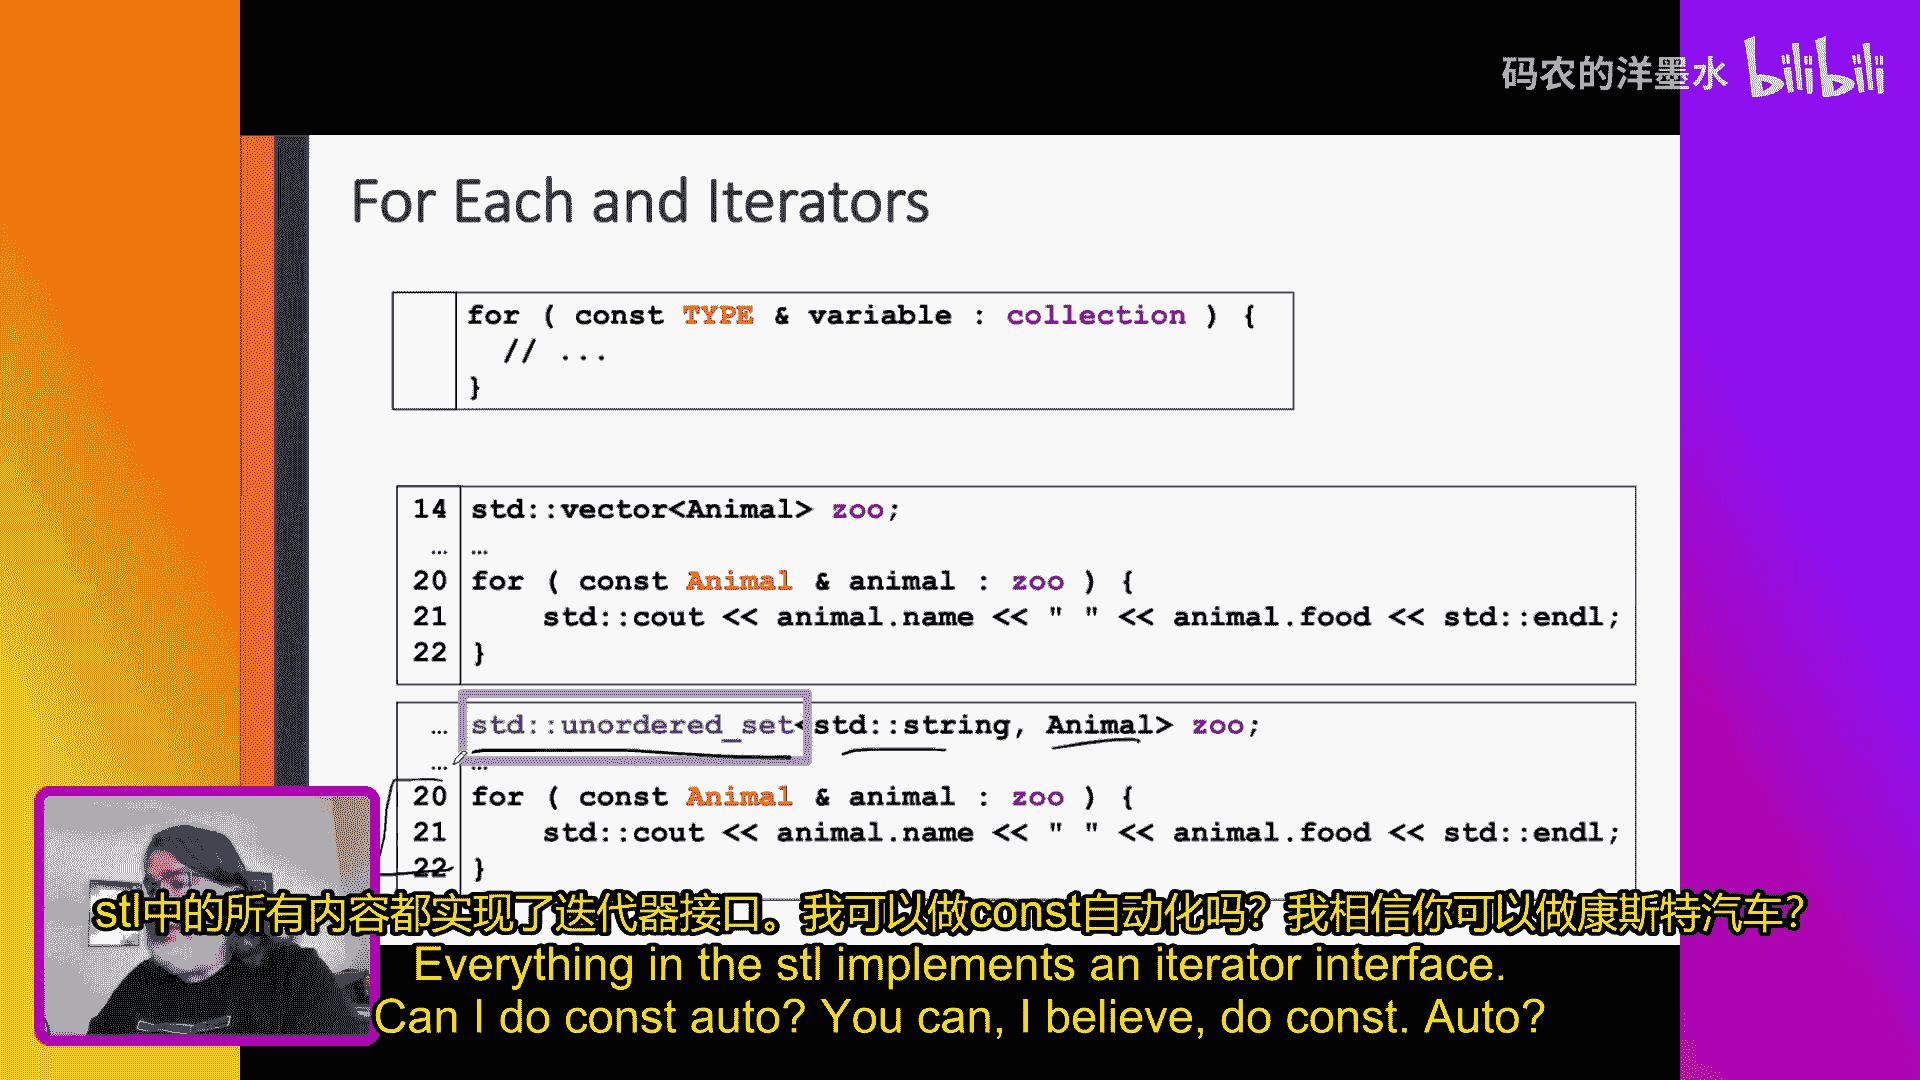 码农的洋墨水 bilibili
For Each and Iterators
for ( const TYPE & variable : collection ) {
// ...
}
14 std::vector<Animal> zoo;
… …
20 for ( const Animal & animal : zoo ) {
21 std::cout << animal.name << " " << animal.food << std::endl;
22 }
… std::unordered_set<std::string, Animal> zoo;
… …
20 for ( const Animal & animal : zoo ) {
21 std::cout << animal.name << " " << animal.food << std::endl;
22 }
stl中的所有内容都实现了迭代器接口。我可以做const自动化吗？我相信你可以做康斯特汽车？
Everything in the stl implements an iterator interface.
Can I do const auto? You can, I believe, do const. Auto?